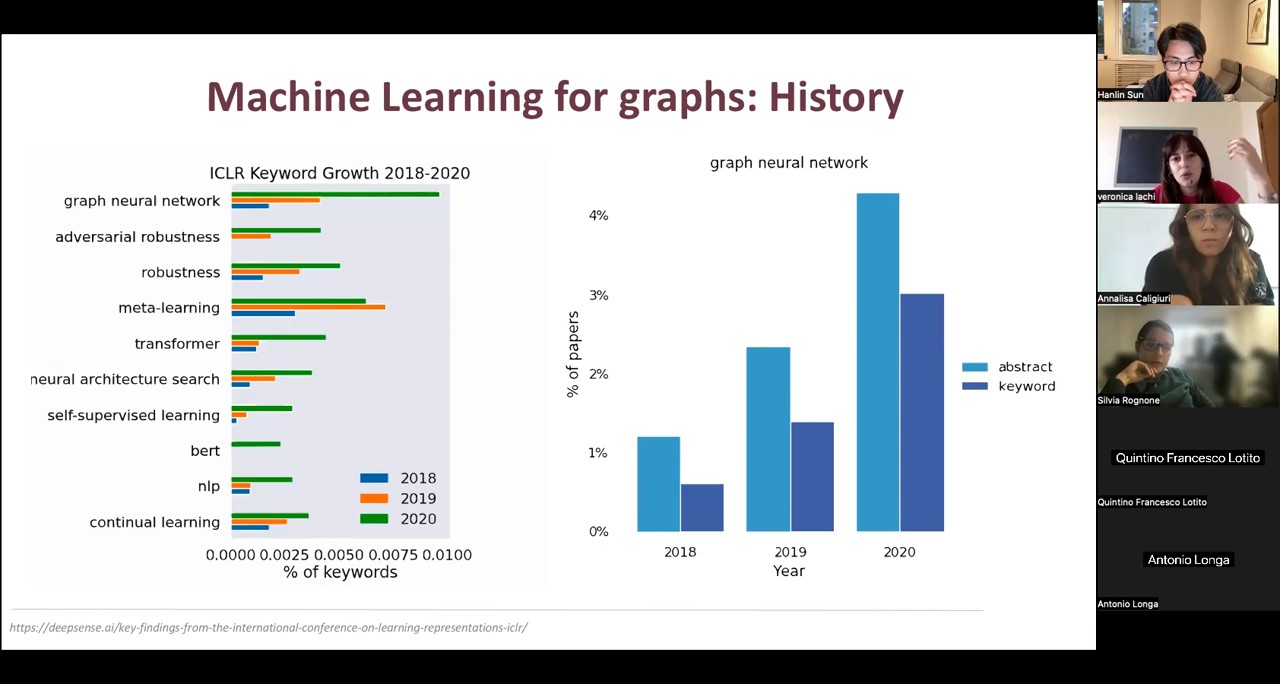 Machine Learning for graphs: History
ICLR Keyword Growth 2018-2020
graph neural network
adversarial robustness
robustness
meta-learning
transformer
neural architecture search
self-supervised learning
bert
nlp
continual learning
2018
2019
2020
0.0000 0.0025 0.0050 0.0075 0.0100
% of keywords
graph neural network
4%
3%
2%
1%
0%
% of papers
2018 2019 2020
Year
abstract
keyword
https://deepsense.ai/key-findings-from-the-international-conference-on-learning-representations-iclr/
Hanlin Sun
veronica lachi
Annalisa Caligiuri
Silvia Rognone
Quintino Francesco Lotito
Quintino Francesco Lotito
Antonio Longa
Antonio Longa